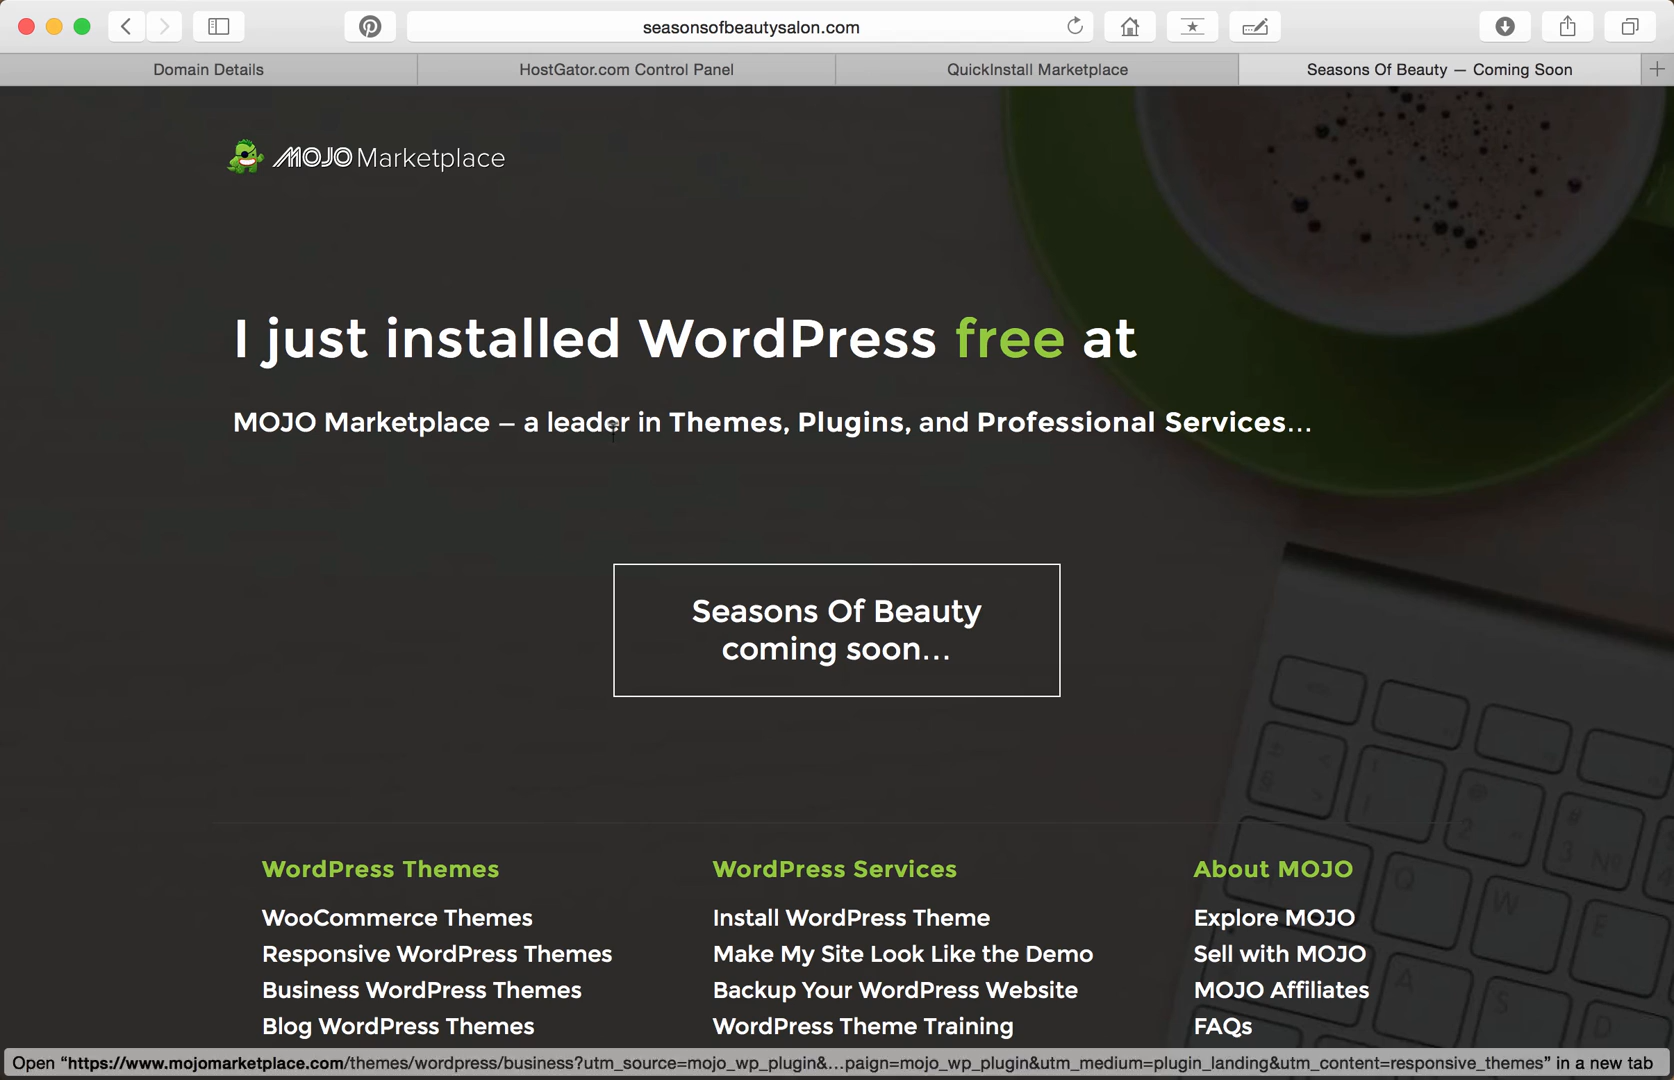 seasonsofbeautysalon.com
Domain Details
HostGator.com Control Panel
QuickInstall Marketplace
Seasons Of Beauty — Coming Soon
MOJO Marketplace
I just installed WordPress free at
MOJO Marketplace – a leader in Themes, Plugins, and Professional Services...
Seasons Of Beauty
coming soon...
WordPress Themes
WooCommerce Themes
Responsive WordPress Themes
Business WordPress Themes
Blog WordPress Themes
WordPress Services
Install WordPress Theme
Make My Site Look Like the Demo
Backup Your WordPress Website
WordPress Theme Training
About MOJO
Explore MOJO
Sell with MOJO
MOJO Affiliates
FAQs
Open “https://www.mojomarketplace.com/themes/wordpress/business?utm_source=mojo_wp_plugin&...paign=mojo_wp_plugin&utm_medium=plugin_landing&utm_content=responsive_themes” in a new tab